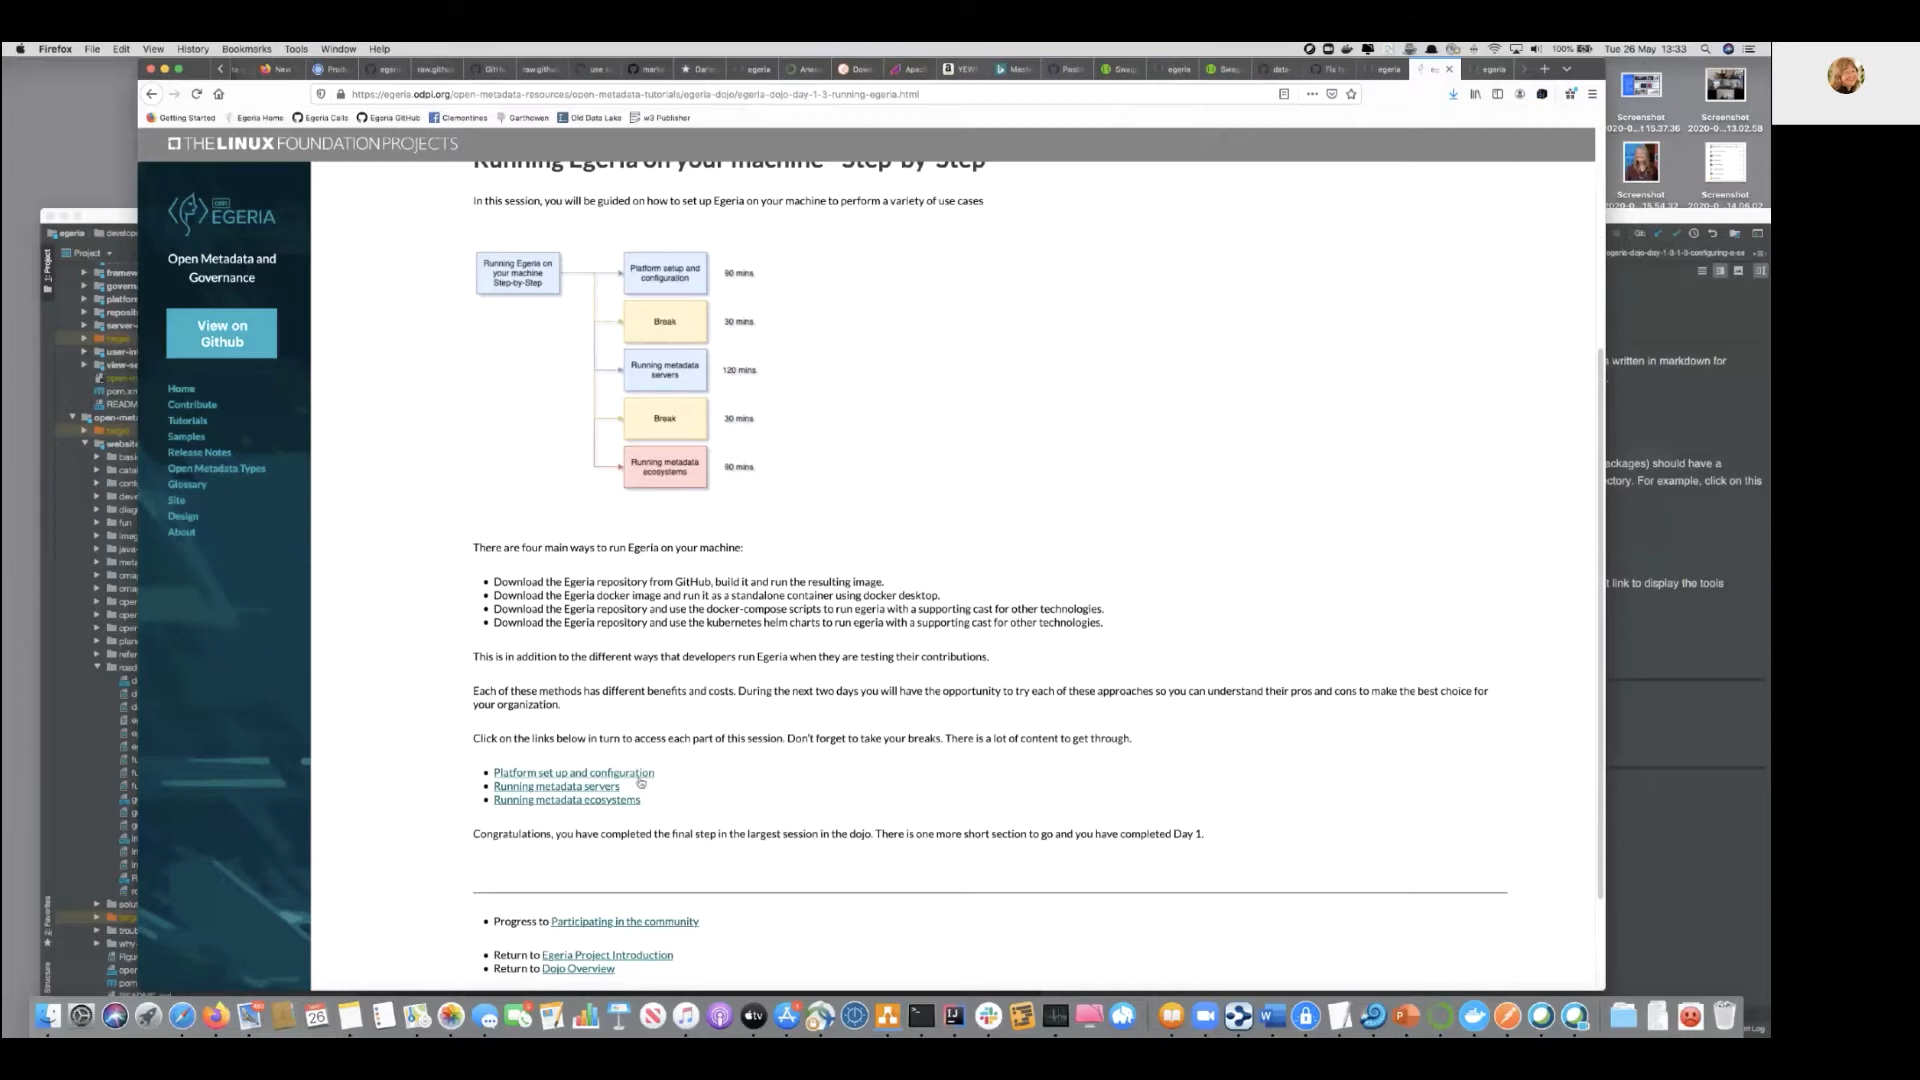 Firefox File Edit View History Bookmarks Tools Window Help
100% Tue 26 May 13:33
https://egeria.odpi.org/open-metadata-resources/open-metadata-tutorials/egeria-dojo/egeria-dojo-day-1-3-running-egeria.html
Getting Started Egeria Home Egeria Calls Egeria GitHub Clementines Garthowen Old Data Lake w3 Publisher
THE LINUX FOUNDATION PROJECTS
Running Egeria on your machine Step-by-Step
In this session, you will be guided on how to set up Egeria on your machine to perform a variety of use cases
EGERIA
Open Metadata and
Governance
View on
Github
Home
Contribute
Tutorials
Samples
Release Notes
Open Metadata Types
Glossary
Site
Design
About
Running Egeria on
your machine
Step-by-Step
Platform setup and
configuration
90 mins
Break
30 mins
Running metadata
servers
120 mins
Break
30 mins
Running metadata
ecosystems
90 mins
There are four main ways to run Egeria on your machine:
• Download the Egeria repository from GitHub, build it and run the resulting image.
• Download the Egeria docker image and run it as a standalone container using docker desktop.
• Download the Egeria repository and use the docker-compose scripts to run egeria with a supporting cast for other technologies.
• Download the Egeria repository and use the kubernetes helm charts to run egeria with a supporting cast for other technologies.
This is in addition to the different ways that developers run Egeria when they are testing their contributions.
Each of these methods has different benefits and costs. During the next two days you will have the opportunity to try each of these approaches so you can understand their pros and cons to make the best choice for
your organization.
Click on the links below in turn to access each part of this session. Don't forget to take your breaks. There is a lot of content to get through.
• Platform set up and configuration
• Running metadata servers
• Running metadata ecosystems
Congratulations, you have completed the final step in the largest session in the dojo. There is one more short section to go and you have completed Day 1.
• Progress to Participating in the community
• Return to Egeria Project Introduction
• Return to Dojo Overview
Screenshot
Screenshot
Screenshot
Screenshot
written in markdown for
should have a
For example, click on this
link to display the tools
egeria
Project